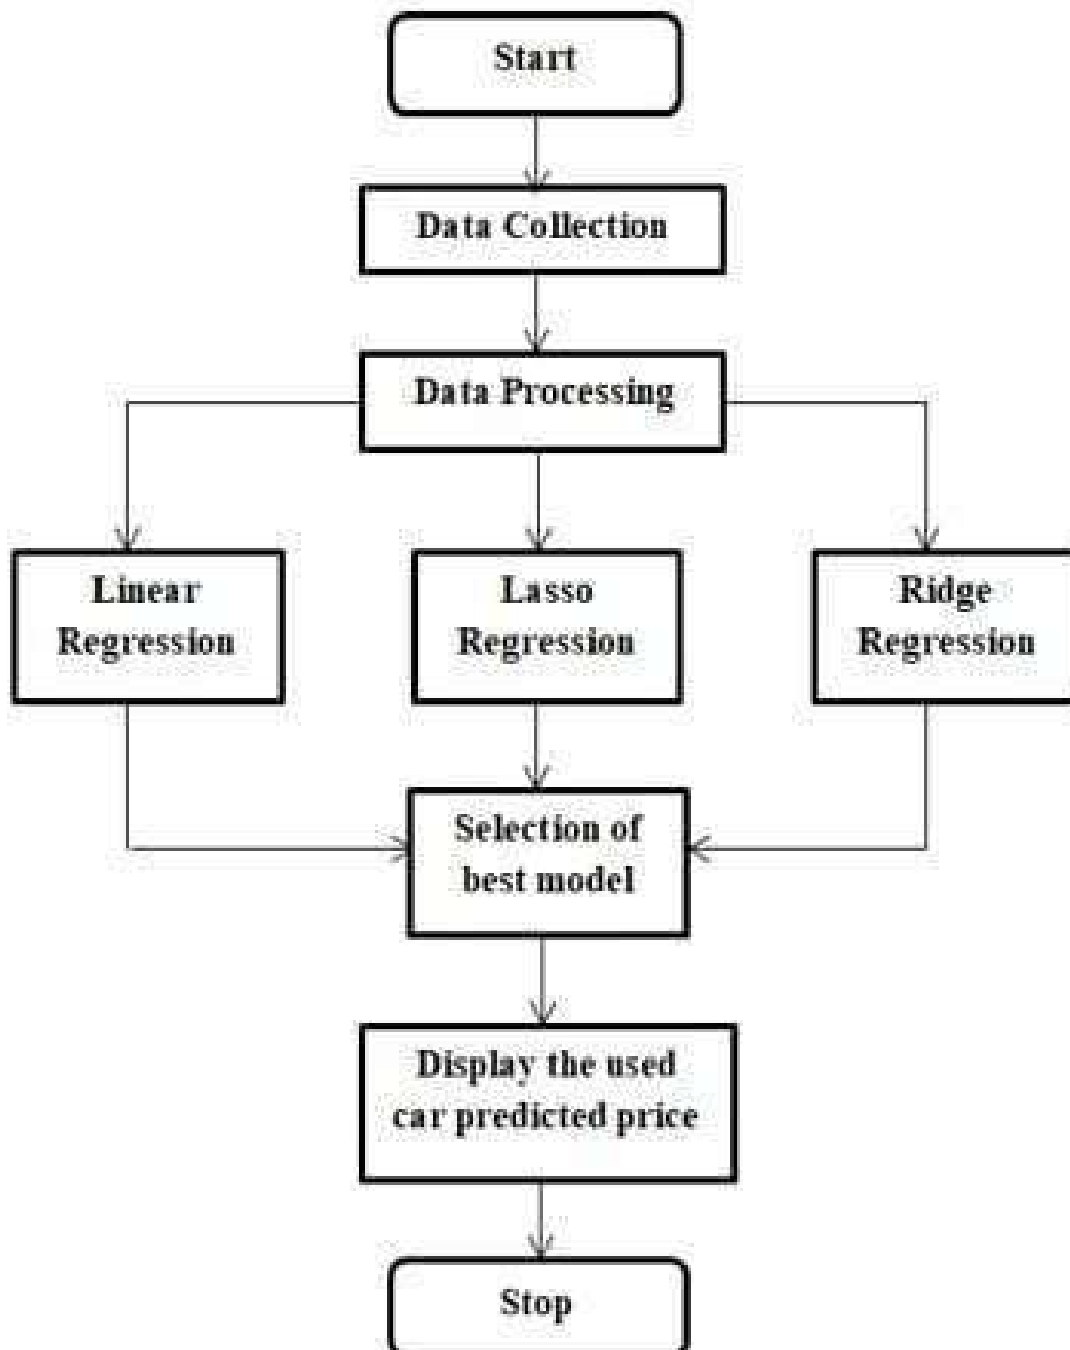 Start
Data Collection
Data Processing
Linear
Regression
Lasso
Regression
Ridge
Regression
Selection of
best model
Display the used
car predicted price
Stop